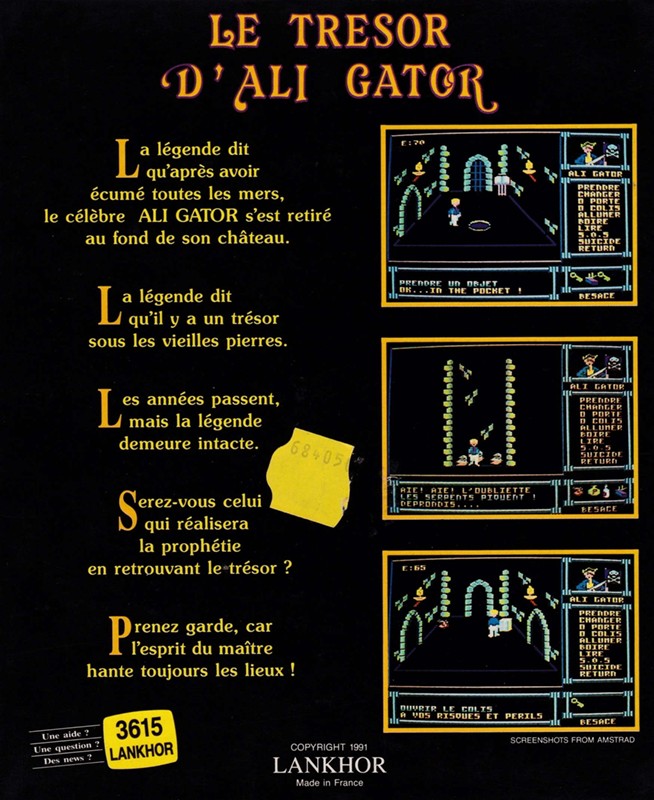 LE TRESOR
D'ALI GATOR
La légende dit
qu'après avoir
écumé toutes les mers,
le célèbre ALI GATOR s'est retiré
au fond de son château.
La légende dit
qu'il y a un trésor
sous les vieilles pierres.
Les années passent,
mais la légende
demeure intacte.
Serez-vous celui
qui réalisera
la prophétie
en retrouvant le trésor ?
Prenez garde, car
l'esprit du maître
hante toujours les lieux !
68405
E:70
ALI GATOR
PRENDRE
CHANGER
O PORTE
O COLIS
ALLUMER
BOIRE
LIRE
S.O.S
SUICIDE
RETURN
PRENDRE UN OBJET
OK...IN THE POCKET !
BESACE
ALI GATOR
PRENDRE
CHANGER
O PORTE
O COLIS
ALLUMER
BOIRE
LIRE
S.O.S
SUICIDE
RETURN
AIE! AIE! L'OUBLIETTE
LES SERPENTS PIQUENT !
DEPRONDIS....
BESACE
E:65
ALI GATOR
PRENDRE
CHANGER
O PORTE
O COLIS
ALLUMER
BOIRE
LIRE
S.O.S
SUICIDE
RETURN
OUVRIR LE COLIS
A VOS RISQUES ET PERILS
BESACE
SCREENSHOTS FROM AMSTRAD
Une aide ?
Une question ?
Des news ?
3615
LANKHOR
COPYRIGHT 1991
LANKHOR
Made in France